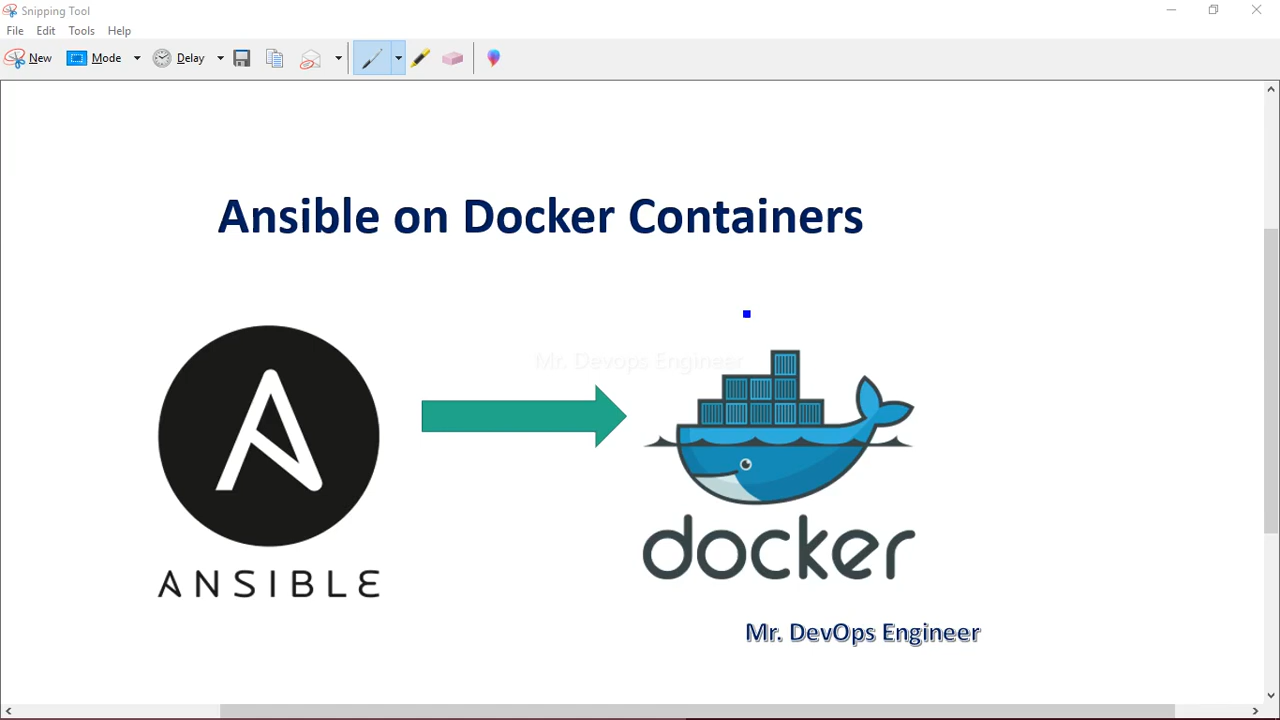 Snipping Tool
File Edit Tools Help
New Mode Delay
Ansible on Docker Containers
Mr. Devops Engineer
ANSIBLE
docker
Mr. DevOps Engineer